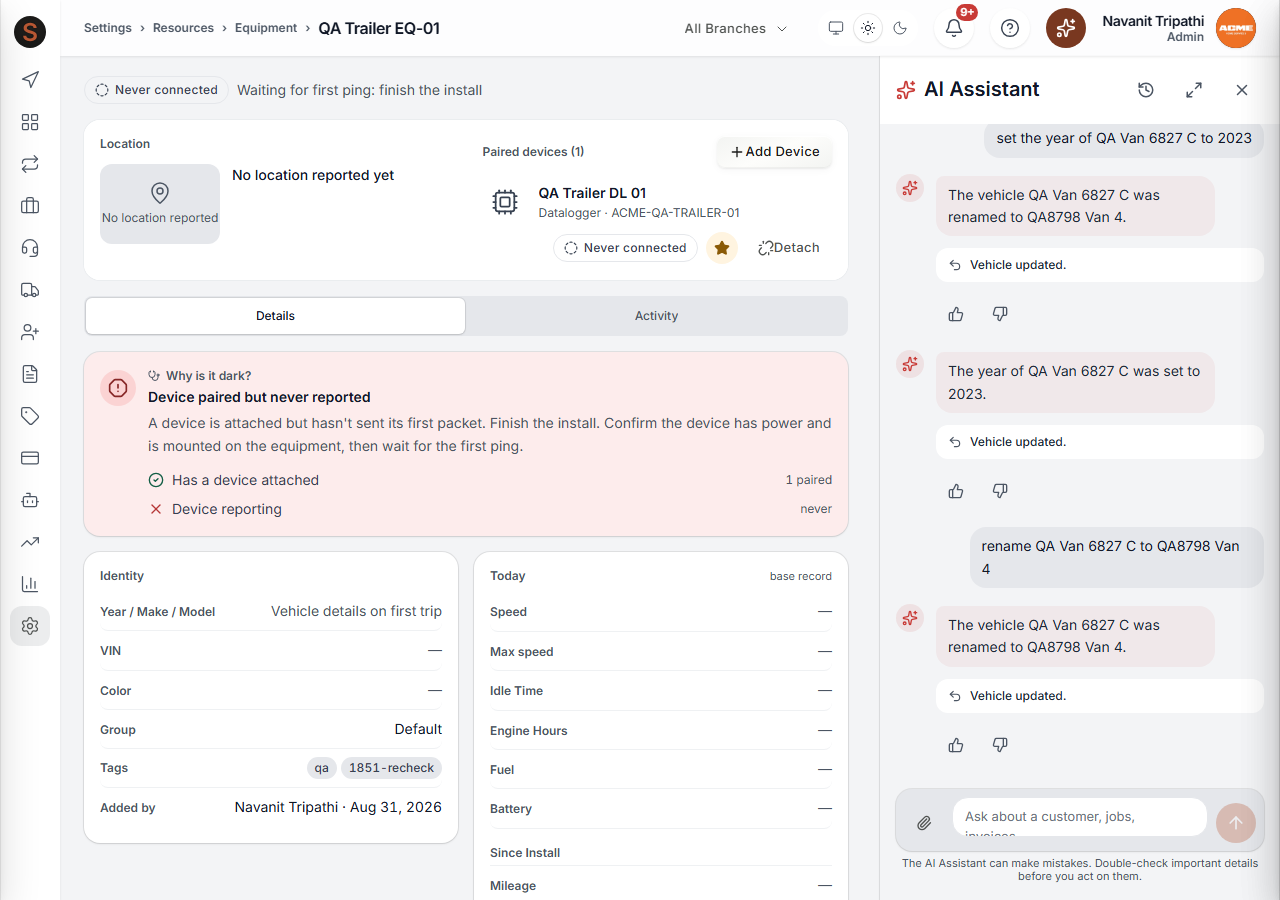 S
Settings › Resources › Equipment › QA Trailer EQ-01
All Branches
9+
Navanit Tripathi
Admin
ACME
Never connected
Waiting for first ping: finish the install
Location
No location reported
No location reported yet
Paired devices (1)
Add Device
QA Trailer DL 01
Datalogger · ACME-QA-TRAILER-01
Never connected
Detach
Details
Activity
Why is it dark?
Device paired but never reported
A device is attached but hasn't sent its first packet. Finish the install. Confirm the device has power and
is mounted on the equipment, then wait for the first ping.
Has a device attached
1 paired
Device reporting
never
Identity
Year / Make / Model
Vehicle details on first trip
VIN
—
Color
—
Group
Default
Tags
qa
1851-recheck
Added by
Navanit Tripathi · Aug 31, 2026
Today
base record
Speed
—
Max speed
—
Idle Time
—
Engine Hours
—
Fuel
—
Battery
—
Since Install
Mileage
—
AI Assistant
set the year of QA Van 6827 C to 2023
The vehicle QA Van 6827 C was
renamed to QA8798 Van 4.
Vehicle updated.
The year of QA Van 6827 C was set to
2023.
Vehicle updated.
rename QA Van 6827 C to QA8798 Van
4
The vehicle QA Van 6827 C was
renamed to QA8798 Van 4.
Vehicle updated.
Ask about a customer, jobs,
invoices
The AI Assistant can make mistakes. Double-check important details
before you act on them.